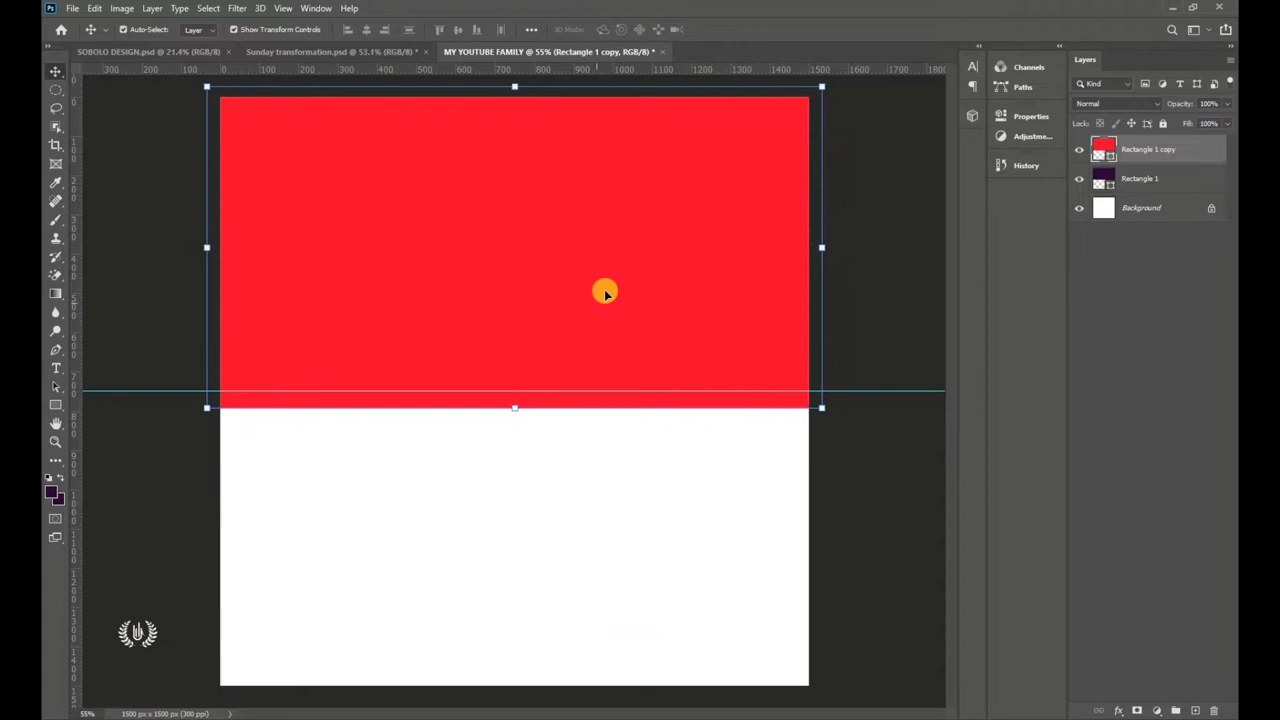 Ps File Edit Image Layer Type Select Filter 3D View Window Help
Auto-Select: Layer Show Transform Controls 3D Mode:
SOBOLO DESIGN.psd @ 21.4% (RGB/8) × Sunday transformation.psd @ 53.1% (RGB/8) * × MY YOUTUBE FAMILY @ 55% (Rectangle 1 copy, RGB/8) * ×
300 200 100 0 100 200 300 400 500 600 700 800 900 1000 1100 1200 1300 1400 1500 1600 1700 1800
Channels
Paths
Properties
Adjustme...
History
Layers
Kind
Normal Opacity: 100%
Lock: Fill: 100%
Rectangle 1 copy
Rectangle 1
Background
fx
55% 1500 px x 1500 px (300 ppi)